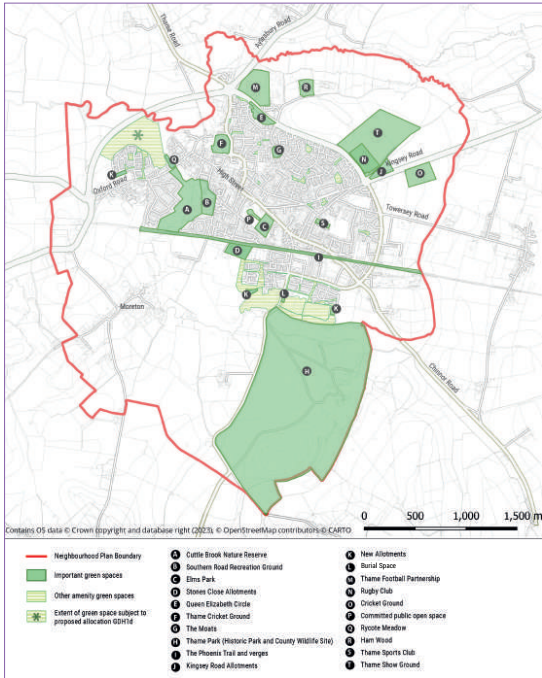 Thame Road
Aylesbury Road
M
R
E
T
F
G
Kingsey Road
N
J
O
Q
K
Oxford Road
High Street
A
B
P
C
S
Towersey Road
D
I
Moreton
K
L
K
Chinnor Road
H
Contains OS data © Crown copyright and database right (2023), © OpenStreetMap contributors © CARTO
0 500 1,000 1,500 m
Neighbourhood Plan Boundary
Important green spaces
Other amenity green spaces
Extent of green space subject to
proposed allocation GDH1d
A Cuttle Brook Nature Reserve
B Southern Road Recreation Ground
C Elms Park
D Stones Close Allotments
E Queen Elizabeth Circle
F Thame Cricket Ground
G The Moats
H Thame Park (Historic Park and County Wildlife Site)
I The Phoenix Trail and verges
J Kingsey Road Allotments
K New Allotments
L Burial Space
M Thame Football Partnership
N Rugby Club
O Cricket Ground
P Committed public open space
Q Rycote Meadow
R Ham Wood
S Thame Sports Club
T Thame Show Ground